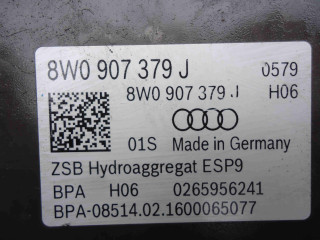 8W0 907 379 J 0579
8W0 907 379 J H06
01S Made in Germany
ZSB Hydroaggregat ESP9
BPA H06 0265956241
BPA-08514.02.1600065077